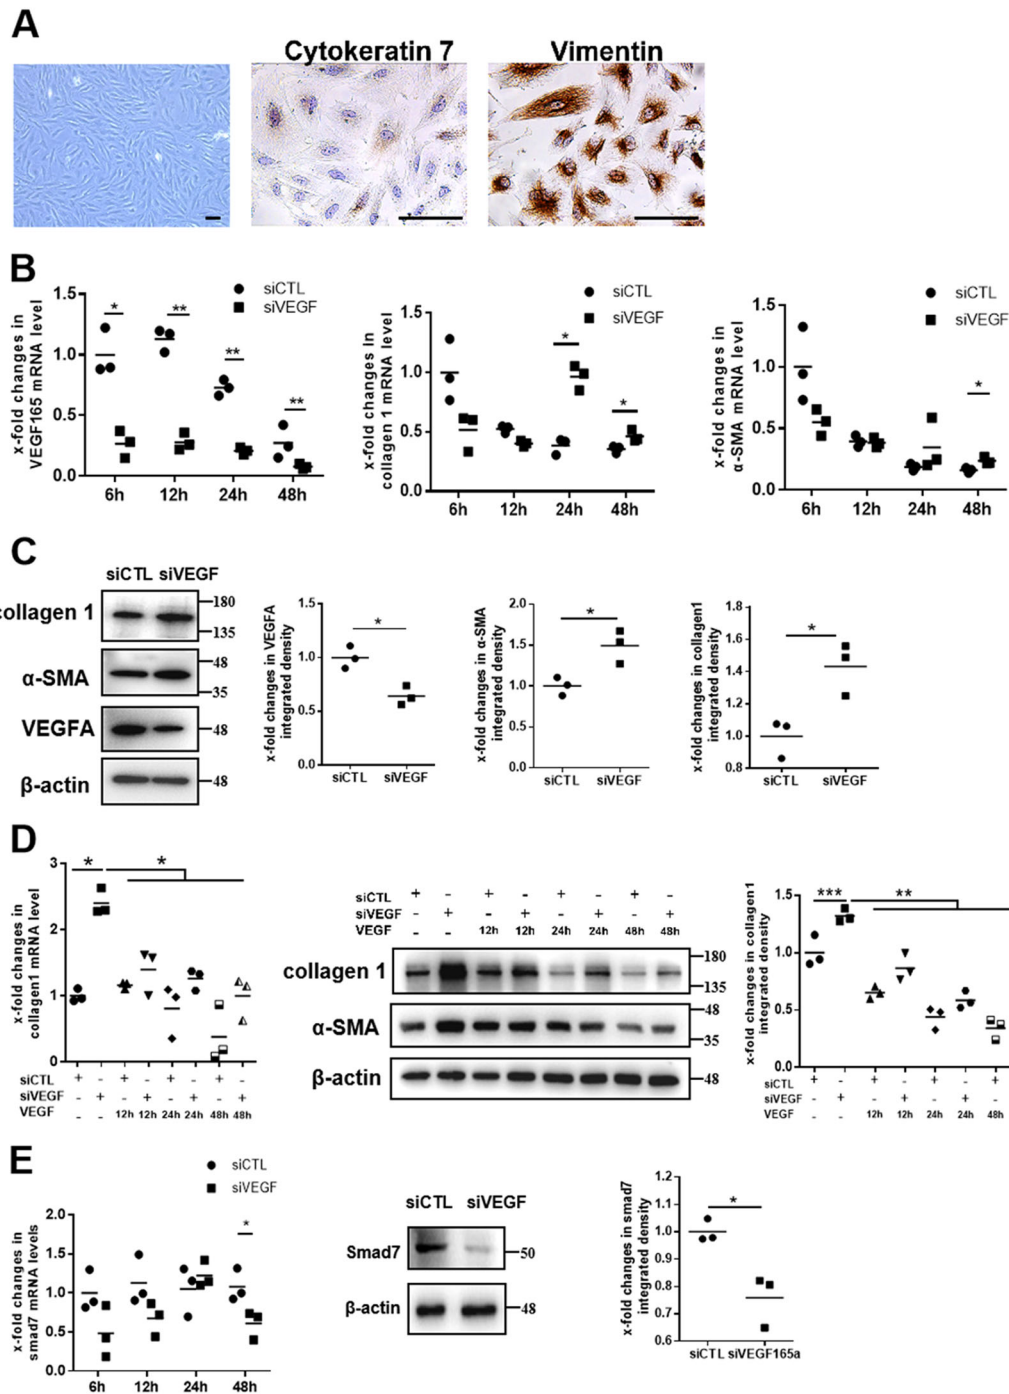 A
Cytokeratin 7
Vimentin
B
x-fold changes in
VEGF165 mRNA level
1.5
1.0
0.5
0.0
siCTL
siVEGF
*
**
**
**
6h 12h 24h 48h
x-fold changes in
collagen 1 mRNA level
1.5
1.0
0.5
0.0
siCTL
siVEGF
*
*
6h 12h 24h 48h
x-fold changes in
α-SMA mRNA level
1.5
1.0
0.5
0.0
siCTL
siVEGF
*
6h 12h 24h 48h
C
siCTL siVEGF
collagen 1
180
135
α-SMA
48
35
VEGFA
48
β-actin
48
x-fold changes in VEGFA
integrated density
1.5
1.0
0.5
0.0
*
siCTL siVEGF
x-fold changes in α-SMA
integrated density
2.0
1.5
1.0
0.5
0.0
*
siCTL siVEGF
x-fold changes in collagen1
integrated density
1.8
1.6
1.4
1.2
1.0
0.8
*
siCTL siVEGF
D
x-fold changes in
collagen1 mRNA level
3
2
1
0
* *
siCTL + - + - + - + -
siVEGF - + - + - + - +
VEGF - - 12h 12h 24h 24h 48h 48h
siCTL + - + - + - + -
siVEGF - + - + - + - +
VEGF - - 12h 12h 24h 24h 48h 48h
collagen 1
180
135
α-SMA
48
35
β-actin
48
x-fold changes in collagen1
integrated density
1.5
1.0
0.5
0.0
*** **
siCTL + - + - + - +
siVEGF - + - + - + -
VEGF - - 12h 12h 24h 24h 48h
E
x-fold changes in
smad7 mRNA levels
2.0
1.5
1.0
0.5
0.0
siCTL
siVEGF
*
6h 12h 24h 48h
siCTL siVEGF
Smad7
50
β-actin
48
x-fold changes in smad7
integrated density
1.2
1.0
0.8
0.6
*
siCTL siVEGF165a